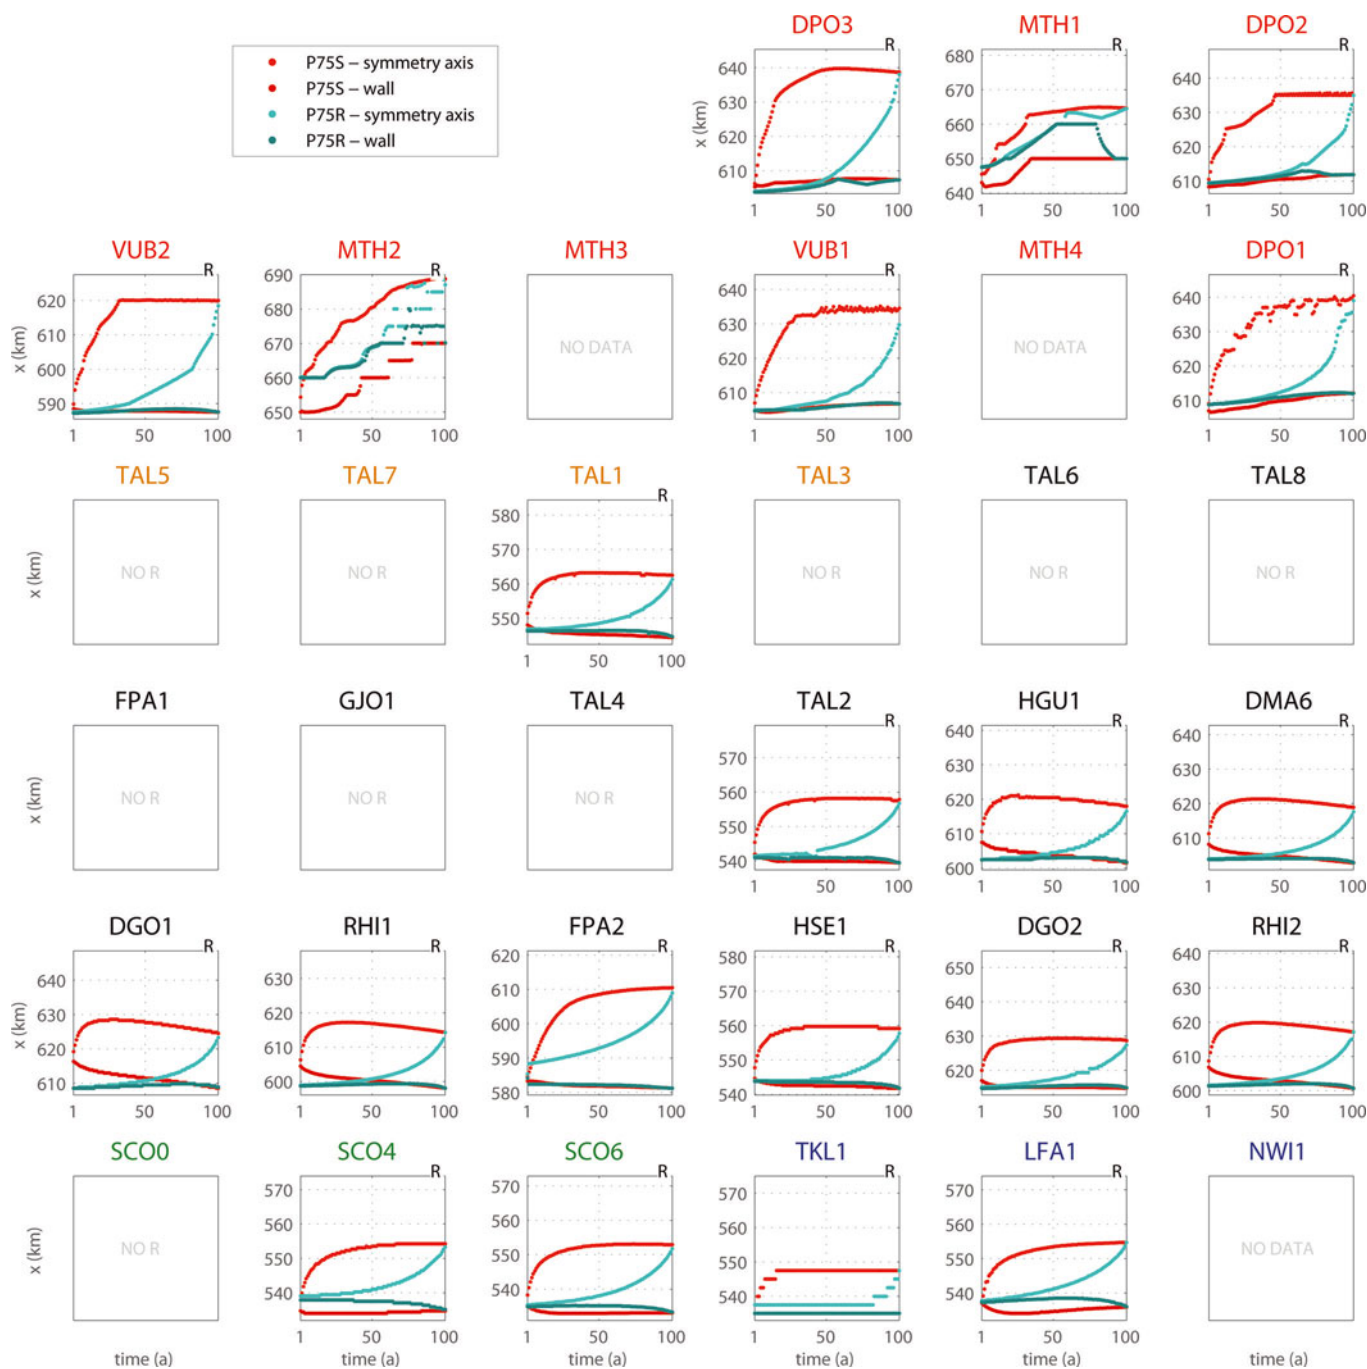 DPO3 MTH1 DPO2
P75S – symmetry axis
P75S – wall
P75R – symmetry axis
P75R – wall
R R R
x (km)
640 630 620 610
680 670 660 650 640
640 630 620 610
1 50 100 1 50 100 1 50 100
VUB2 MTH2 MTH3 VUB1 MTH4 DPO1
R R R R
x (km)
620 610 600 590
690 680 670 660 650
NO DATA
640 630 620 610
NO DATA
640 630 620 610
1 50 100 1 50 100 1 50 100 1 50 100
TAL5 TAL7 TAL1 TAL3 TAL6 TAL8
R
x (km)
NO R NO R
580 570 560 550
NO R NO R NO R
1 50 100
FPA1 GJO1 TAL4 TAL2 HGU1 DMA6
R R R
x (km)
NO R NO R NO R
570 560 550 540
640 630 620 610 600
640 630 620 610
1 50 100 1 50 100 1 50 100
DGO1 RHI1 FPA2 HSE1 DGO2 RHI2
R R R R R R
x (km)
640 630 620 610
630 620 610 600
620 610 600 590 580
580 570 560 550 540
650 640 630 620
640 630 620 610 600
1 50 100 1 50 100 1 50 100 1 50 100 1 50 100 1 50 100
SCO0 SCO4 SCO6 TKL1 LFA1 NWI1
R R R R
x (km)
NO R
570 560 550 540
570 560 550 540
570 560 550 540
570 560 550 540
NO DATA
1 50 100 1 50 100 1 50 100 1 50 100
time (a) time (a) time (a) time (a) time (a) time (a)